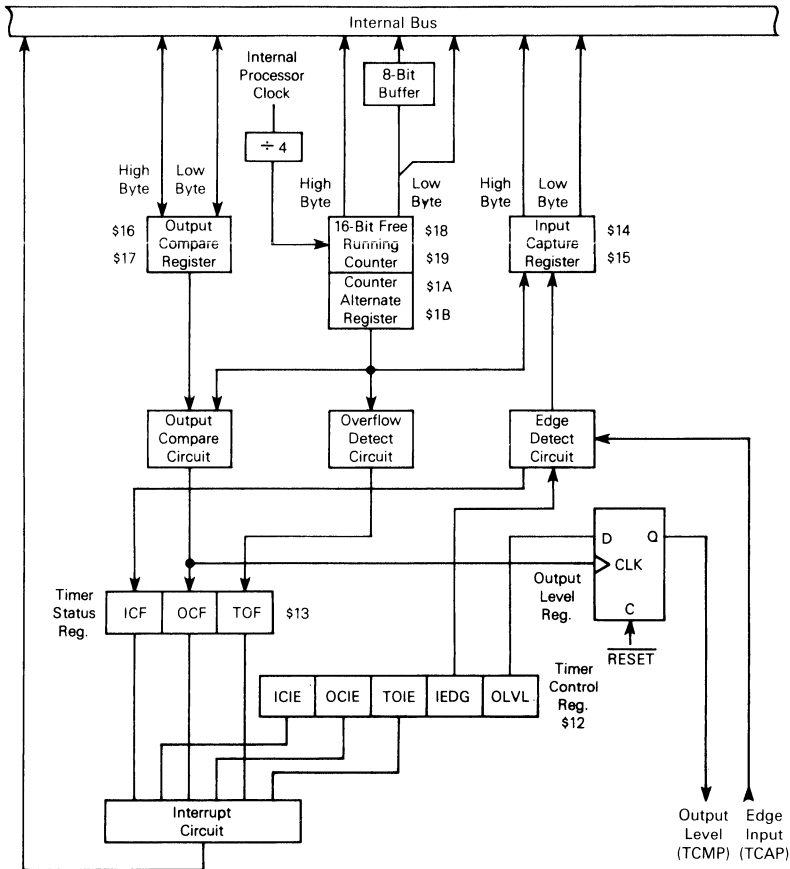 Internal Bus
Internal
Processor
Clock
8-Bit
Buffer
÷ 4
High
Byte
Low
Byte
High
Byte
Low
Byte
High
Byte
Low
Byte
$16
$17
Output
Compare
Register
16-Bit Free
Running
Counter
$18
$19
Counter
Alternate
Register
$1A
$1B
Input
Capture
Register
$14
$15
Output
Compare
Circuit
Overflow
Detect
Circuit
Edge
Detect
Circuit
D
Q
CLK
C
Output
Level
Reg.
RESET
Timer
Status
Reg.
ICF
OCF
TOF
$13
ICIE
OCIE
TOIE
IEDG
OLVL
Timer
Control
Reg.
$12
Interrupt
Circuit
Output
Level
(TCMP)
Edge
Input
(TCAP)